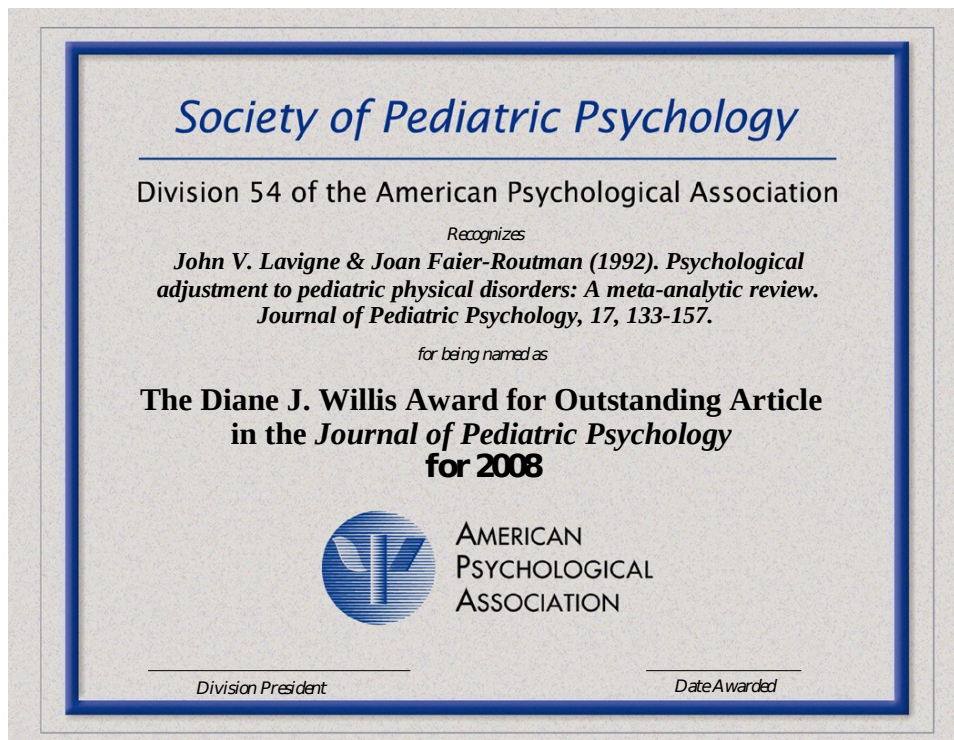 Society of Pediatric Psychology
Division 54 of the American Psychological Association
Recognizes
John V. Lavigne & Joan Faier-Routman (1992). Psychological
adjustment to pediatric physical disorders: A meta-analytic review.
Journal of Pediatric Psychology, 17, 133-157.
for being named as
The Diane J. Willis Award for Outstanding Article
in the Journal of Pediatric Psychology
for 2008
AMERICAN
PSYCHOLOGICAL
ASSOCIATION
Division President
Date Awarded